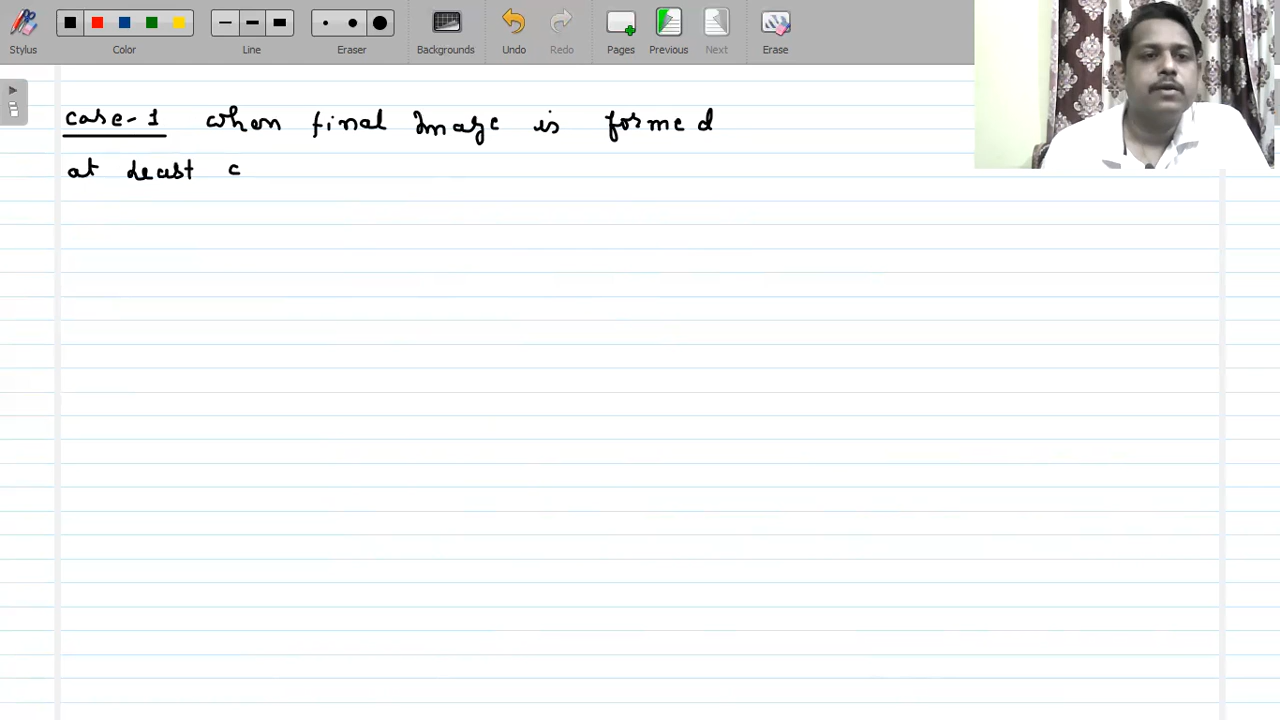 Stylus
Color
Line
Eraser
Backgrounds
Undo
Redo
Pages
Previous
Next
Erase
case-1 when final Image is formed
at least c